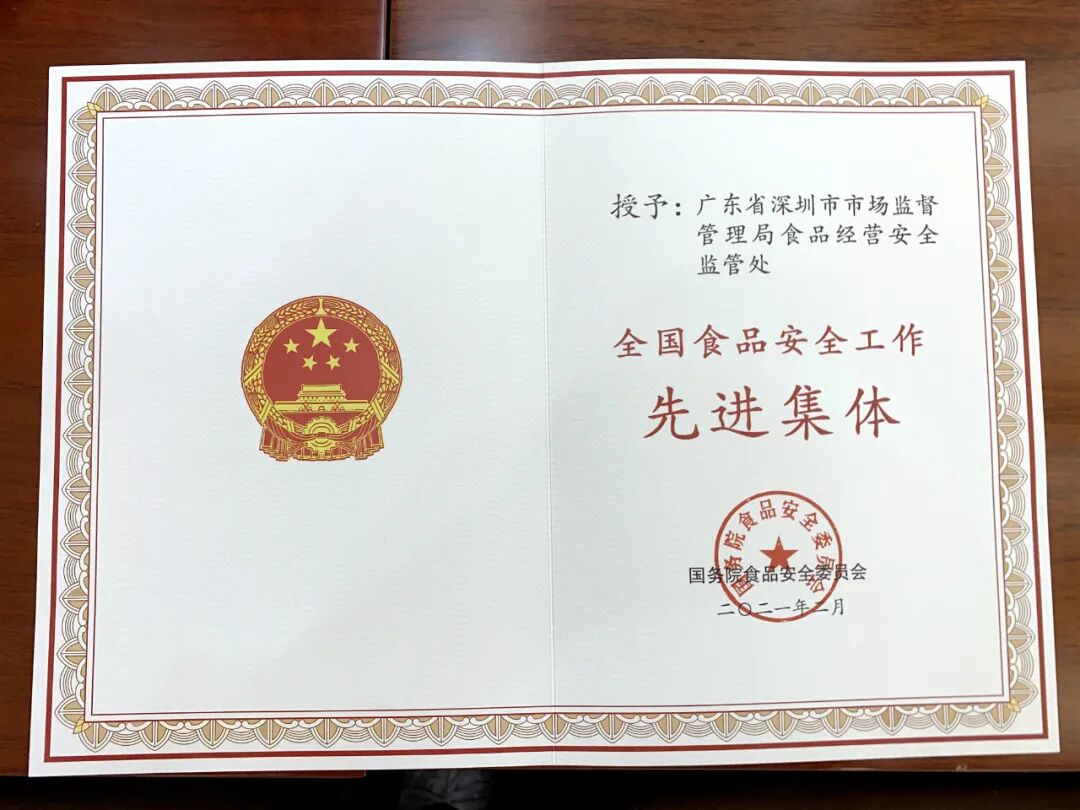 授予：广东省深圳市市场监督
管理局食品经营安全
监管处
全国食品安全工作
先进集体
国务院食品安全委员会
国务院食品安全委员会
二〇二一年二月